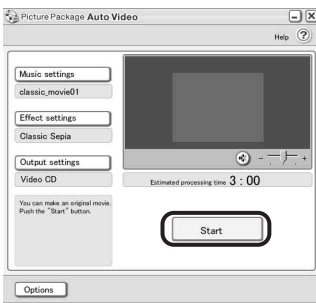 Picture Package Auto Video
Help ?
Music settings
classic_movie01
Effect settings
Classic Sepia
Output settings
Video CD
- +
Estimated processing time 3 : 00
You can make an original movie.
Push the "Start" button.
Start
Options